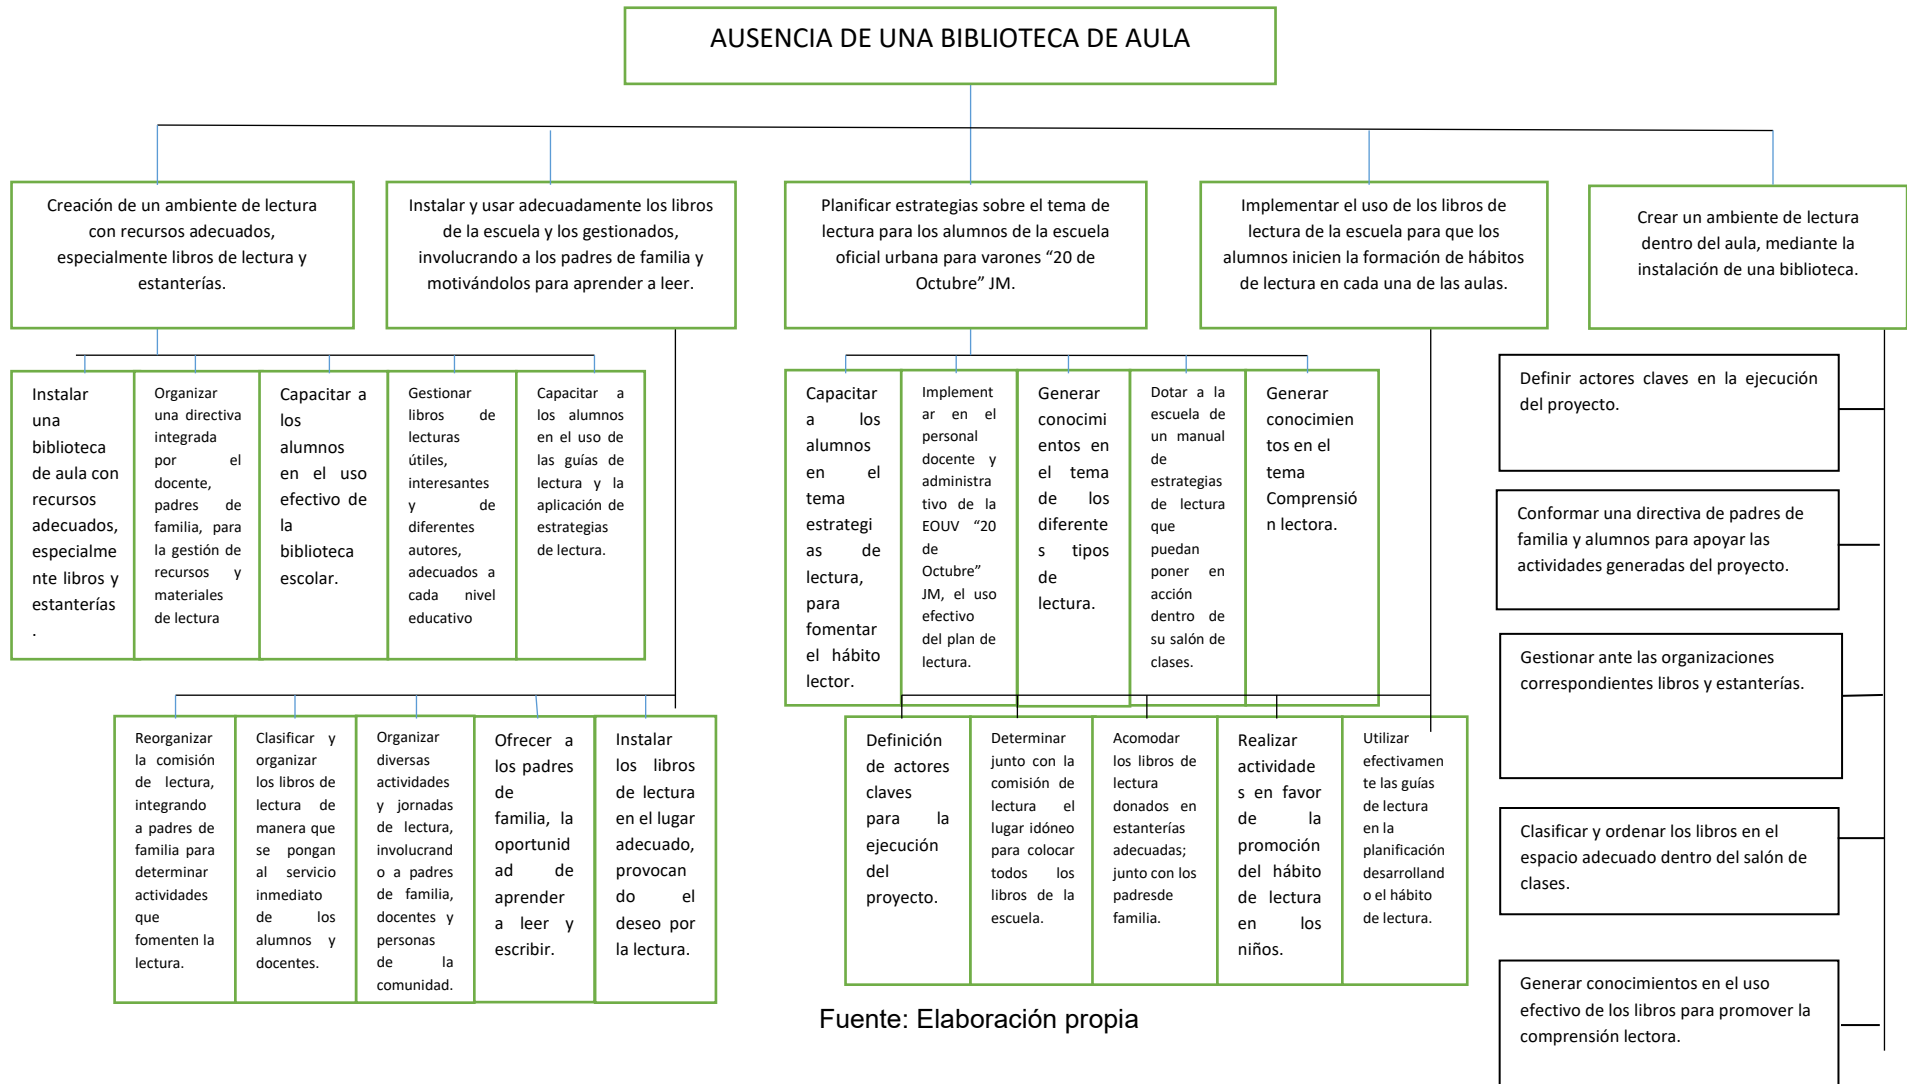 AUSENCIA DE UNA BIBLIOTECA DE AULA
Creación de un ambiente de lectura
con recursos adecuados,
especialmente libros de lectura y
estanterías.
Instalar y usar adecuadamente los libros
de la escuela y los gestionados,
involucrando a los padres de familia y
motivándolos para aprender a leer.
Planificar estrategias sobre el tema de
lectura para los alumnos de la escuela
oficial urbana para varones “20 de
Octubre” JM.
Implementar el uso de los libros de
lectura de la escuela para que los
alumnos inicien la formación de hábitos
de lectura en cada una de las aulas.
Crear un ambiente de lectura
dentro del aula, mediante la
instalación de una biblioteca.
Instalar
una
biblioteca
de aula con
recursos
adecuados,
especialme
nte libros y
estanterías
.
Organizar
una directiva
integrada
por el
docente,
padres de
familia, para
la gestión de
recursos y
materiales
de lectura
Capacitar a
los
alumnos
en el uso
efectivo de
la
biblioteca
escolar.
Gestionar
libros de
lecturas
útiles,
interesantes
y de
diferentes
autores,
adecuados a
cada nivel
educativo
Capacitar a
los alumnos
en el uso de
las guías de
lectura y la
aplicación de
estrategias
de lectura.
Capacitar
a los
alumnos
en el
tema
estrategi
as de
lectura,
para
fomentar
el hábito
lector.
Implement
ar en el
personal
docente y
administra
tivo de la
EOUV “20
de
Octubre”
JM, el uso
efectivo
del plan de
lectura.
Generar
conocimi
entos en
el tema
de los
diferente
s tipos
de
lectura.
Dotar a la
escuela de
un manual
de
estrategias
de lectura
que
puedan
poner en
acción
dentro de
su salón de
clases.
Generar
conocimien
tos en el
tema
Comprensió
n lectora.
Definir actores claves en la ejecución
del proyecto.
Conformar una directiva de padres de
familia y alumnos para apoyar las
actividades generadas del proyecto.
Gestionar ante las organizaciones
correspondientes libros y estanterías.
Clasificar y ordenar los libros en el
espacio adecuado dentro del salón de
clases.
Generar conocimientos en el uso
efectivo de los libros para promover la
comprensión lectora.
Reorganizar
la comisión
de lectura,
integrando
a padres de
familia para
determinar
actividades
que
fomenten la
lectura.
Clasificar y
organizar
los libros de
lectura de
manera que
se pongan
al servicio
inmediato
de los
alumnos y
docentes.
Organizar
diversas
actividades
y jornadas
de lectura,
involucrand
o a padres
de familia,
docentes y
personas
de la
comunidad.
Ofrecer a
los padres
de
familia, la
oportunid
ad de
aprender
a leer y
escribir.
Instalar
los libros
de lectura
en el lugar
adecuado,
provocan
do el
deseo por
la lectura.
Definición
de actores
claves
para la
ejecución
del
proyecto.
Determinar
junto con la
comisión de
lectura el
lugar idóneo
para colocar
todos los
libros de la
escuela.
Acomodar
los libros de
lectura
donados en
estanterías
adecuadas;
junto con los
padresde
familia.
Realizar
actividade
s en favor
de la
promoción
del hábito
de lectura
en los
niños.
Utilizar
efectivame
nte las guías
de lectura
en la
planificación
desarrolland
o el hábito
de lectura.
Fuente: Elaboración propia